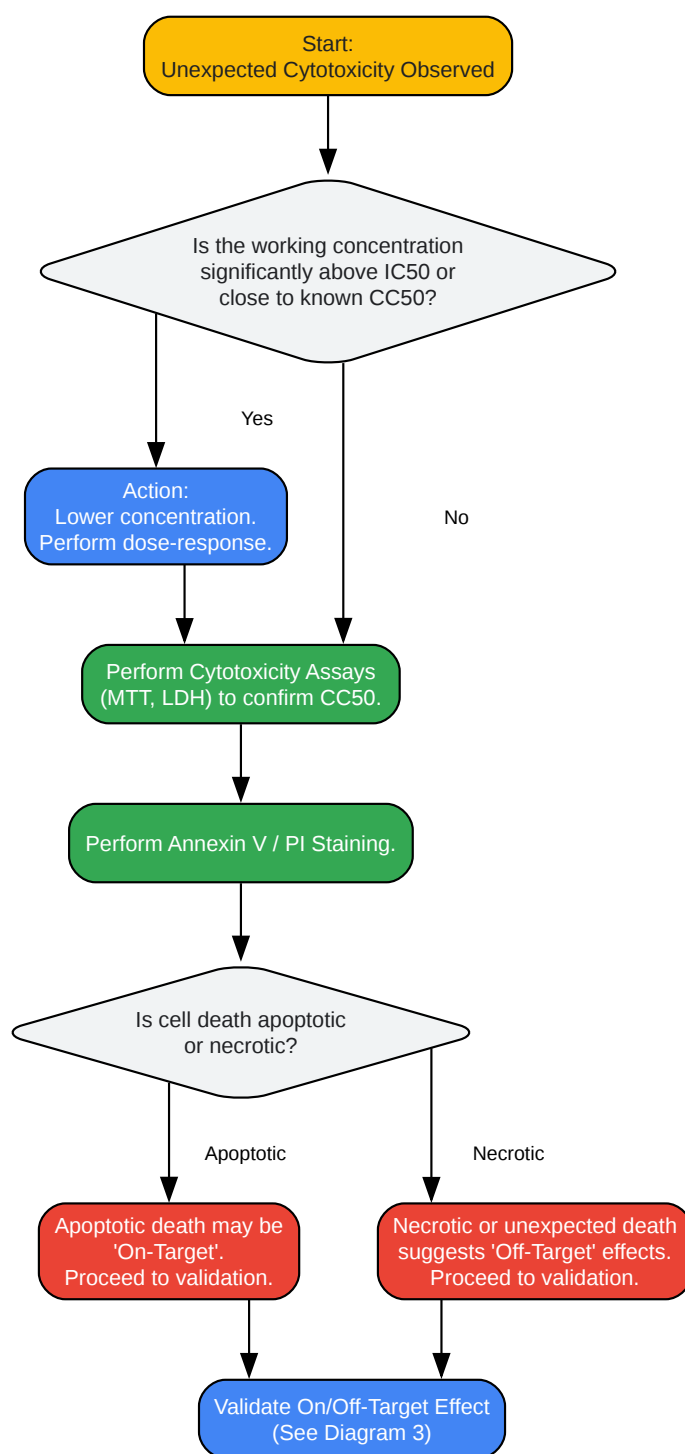 Start:
Unexpected Cytotoxicity Observed
Is the working concentration
significantly above IC50 or
close to known CC50?
Yes
No
Action:
Lower concentration.
Perform dose-response.
Perform Cytotoxicity Assays
(MTT, LDH) to confirm CC50.
Perform Annexin V / PI Staining.
Is cell death apoptotic
or necrotic?
Apoptotic
Necrotic
Apoptotic death may be
'On-Target'.
Proceed to validation.
Necrotic or unexpected death
suggests 'Off-Target' effects.
Proceed to validation.
Validate On/Off-Target Effect
(See Diagram 3)